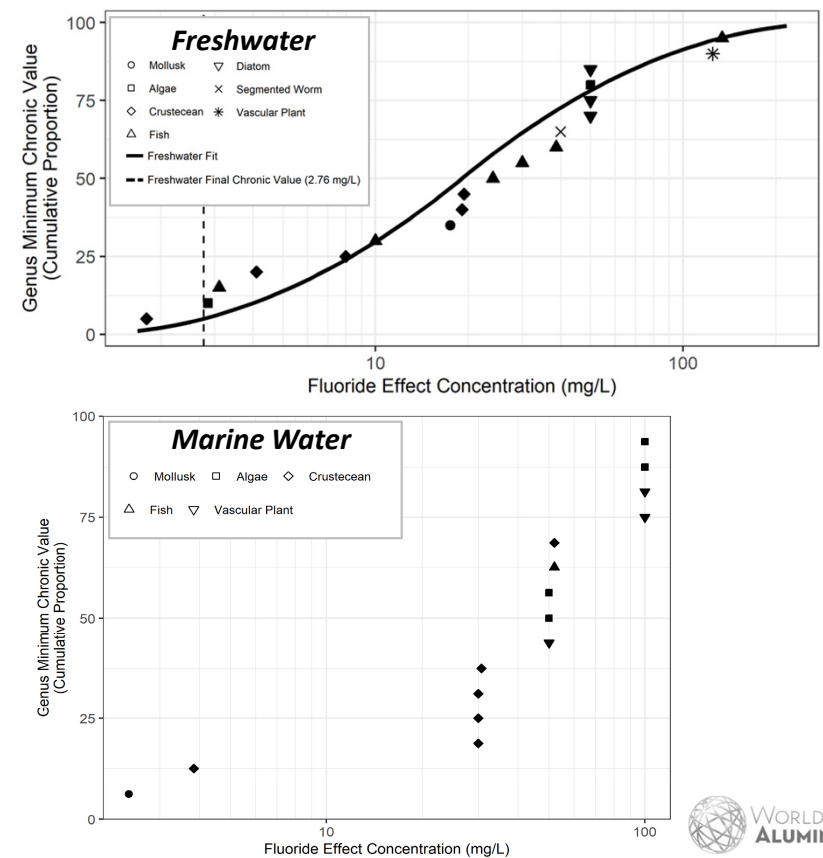 Freshwater
Mollusk
Diatom
Algae
Segmented Worm
Crustecean
Vascular Plant
Fish
Freshwater Fit
Freshwater Final Chronic Value (2.76 mg/L)
Genus Minimum Chronic Value
(Cumulative Proportion)
100
75
50
25
0
10
100
Fluoride Effect Concentration (mg/L)
Marine Water
Mollusk
Algae
Crustecean
Fish
Vascular Plant
Genus Minimum Chronic Value
(Cumulative Proportion)
100
75
50
25
0
10
100
Fluoride Effect Concentration (mg/L)
WORLD